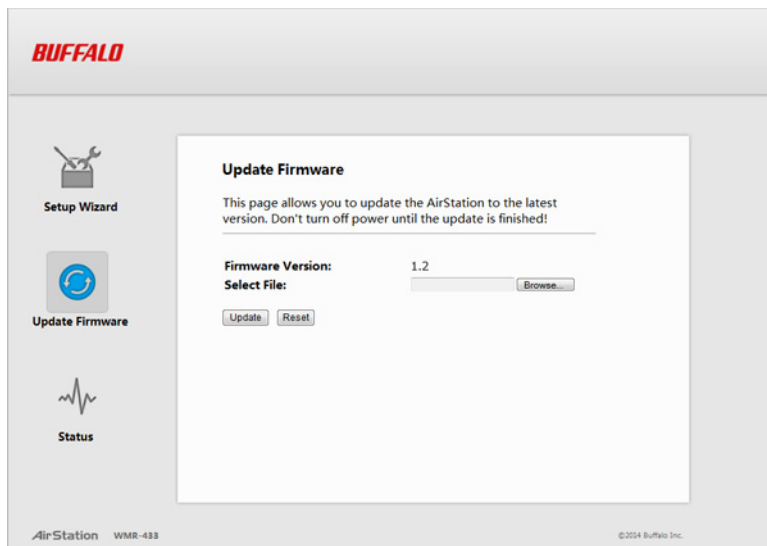 BUFFALO
Setup Wizard
Update Firmware
Status
Update Firmware
This page allows you to update the AirStation to the latest
version. Don't turn off power until the update is finished!
Firmware Version: 1.2
Select File: Browse...
Update Reset
AirStation WMR-433
©2014 Buffalo Inc.